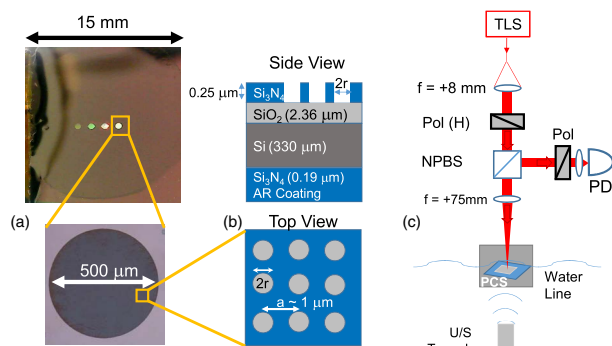 15 mm
(a)
500 μm
Side View
0.25 μm
Si₃N₄
2r
SiO₂ (2.36 μm)
Si (330 μm)
Si₃N₄ (0.19 μm)
AR Coating
(b)
Top View
2r
a ~ 1 μm
(c)
TLS
f = +8 mm
Pol (H)
Pol
NPBS
PD
f = +75mm
PCS
Water
Line
U/S